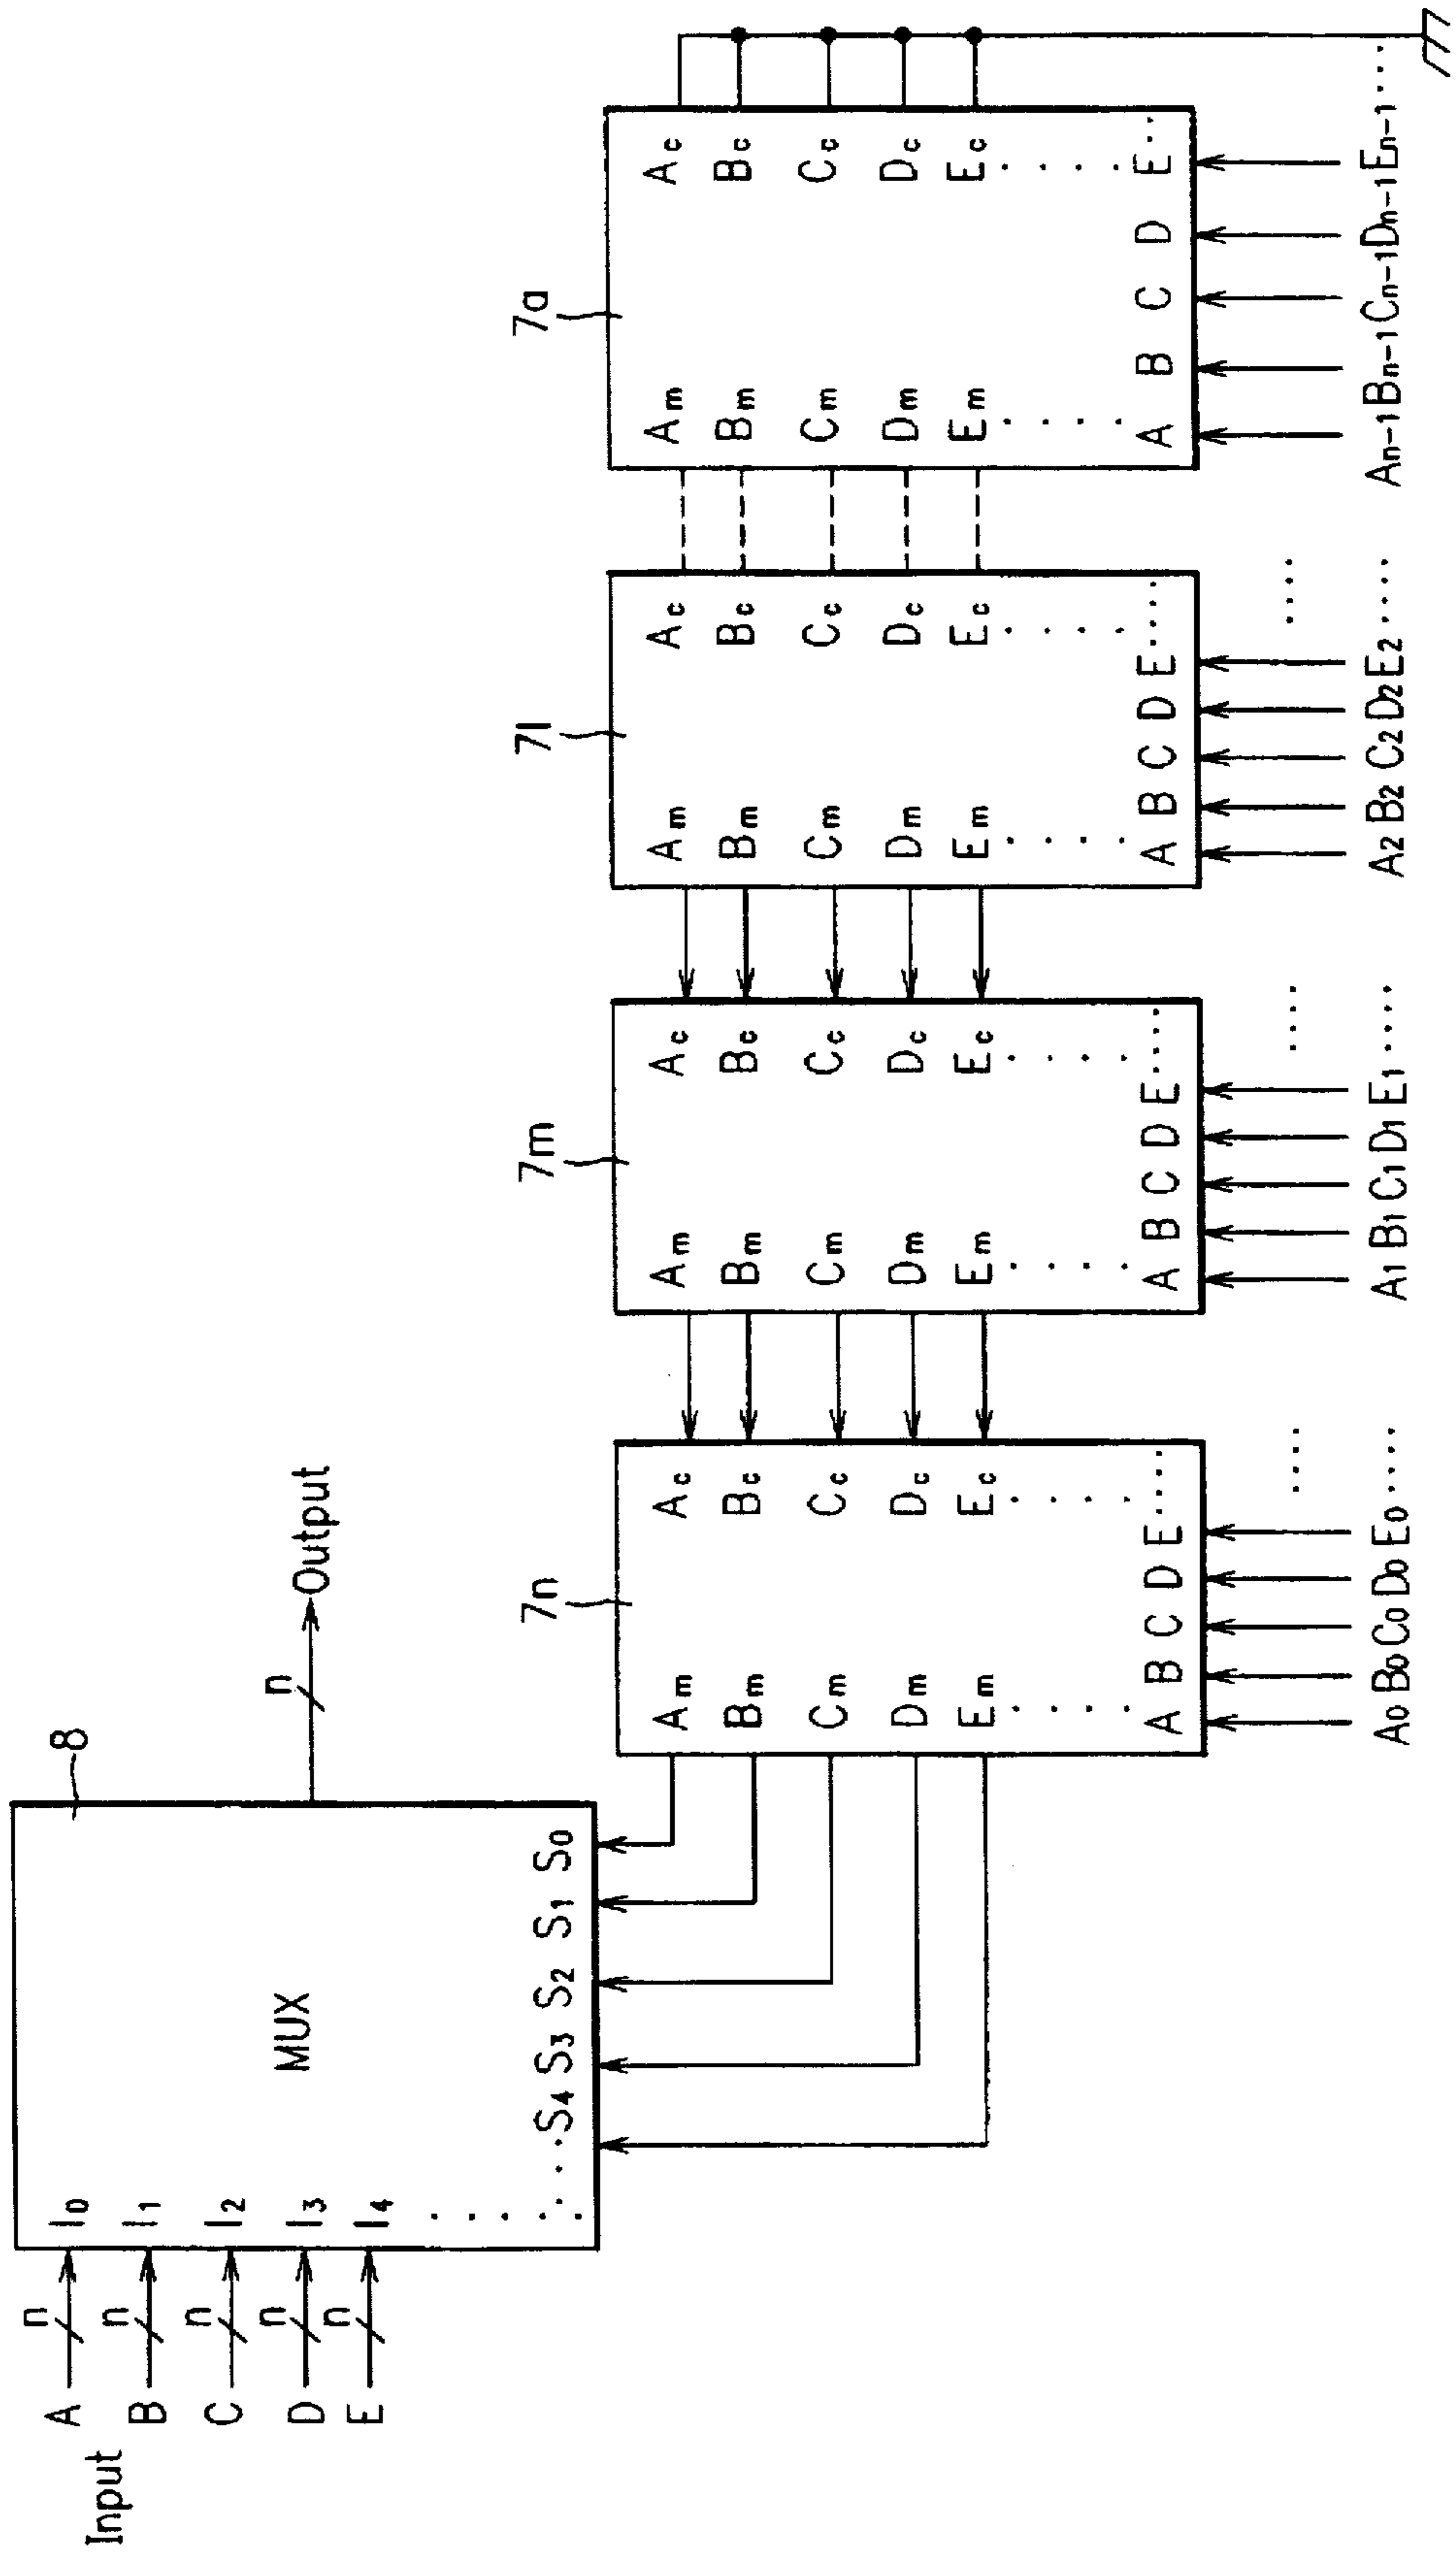 Input
A n I0
B n I1
C n I2
D n I3
E n I4
. . . . .
MUX
8
n
Output
S4 S3 S2 S1 S0
7n
Am Ac
Bm Bc
Cm Cc
Dm Dc
Em Ec
. . . . . . . .
A B C D E ....
A0 B0 C0 D0 E0 ....
....
7m
Am Ac
Bm Bc
Cm Cc
Dm Dc
Em Ec
. . . . . . . .
A B C D E ....
A1 B1 C1 D1 E1 ....
....
7l
Am Ac
Bm Bc
Cm Cc
Dm Dc
Em Ec
. . . . . . . .
A B C D E ....
A2 B2 C2 D2 E2 ....
....
7a
Am Ac
Bm Bc
Cm Cc
Dm Dc
Em Ec
. . . . . . .
A B C D E ..
An-1 Bn-1 Cn-1 Dn-1 En-1 ....